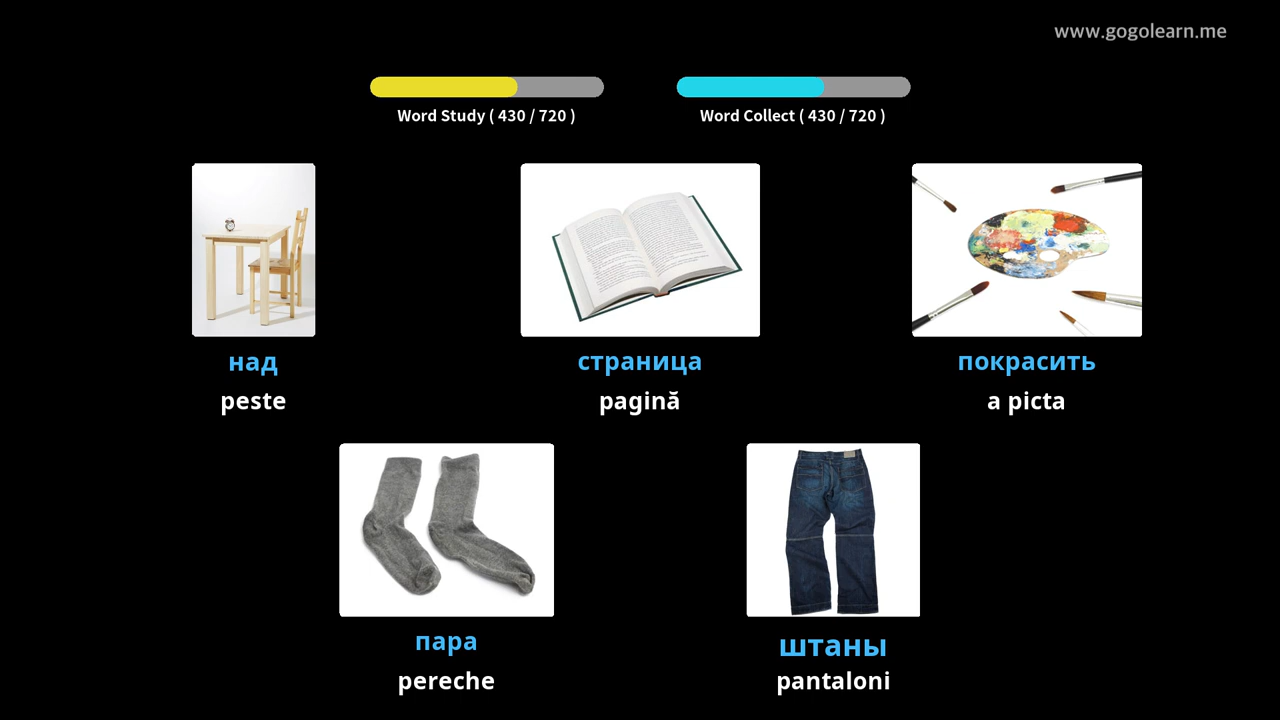 www.gogolearn.me
Word Study ( 430 / 720 )
Word Collect ( 430 / 720 )
над
peste
страница
pagină
покрасить
a picta
пара
pereche
штаны
pantaloni